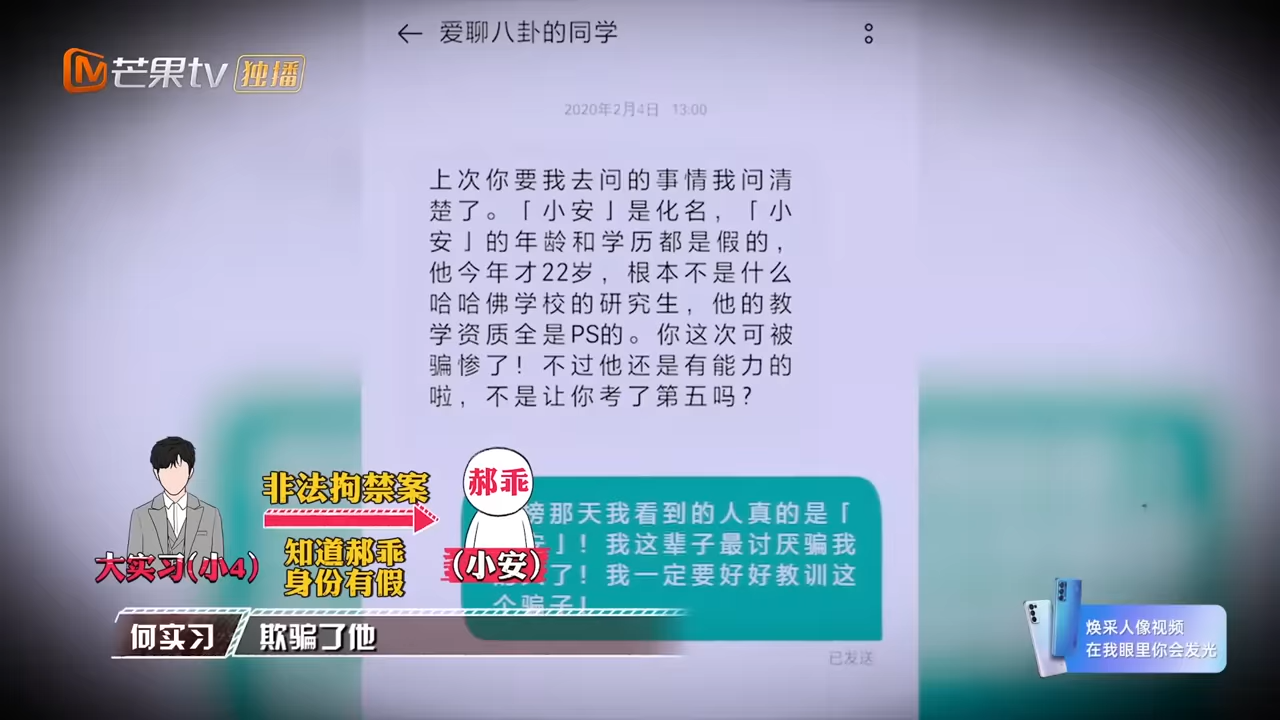 芒果tv 独播
爱聊八卦的同学
2020年2月4日 13:00
上次你要我去问的事情我问清
楚了。「小安」是化名，「小
安」的年龄和学历都是假的，
他今年才22岁，根本不是什么
哈哈佛学校的研究生，他的教
学资质全是PS的。你这次可被
骗惨了！不过他还是有能力的
啦，不是让你考了第五吗？
榜那天我看到的人真的是「
安」！我这辈子最讨厌骗我
了！我一定要好好教训这
个骗子！
已发送
非法拘禁案
知道郝乖
身份有假
大实习(小4)
郝乖
(小安)
何实习 欺骗了他
焕采人像视频
在我眼里你会发光